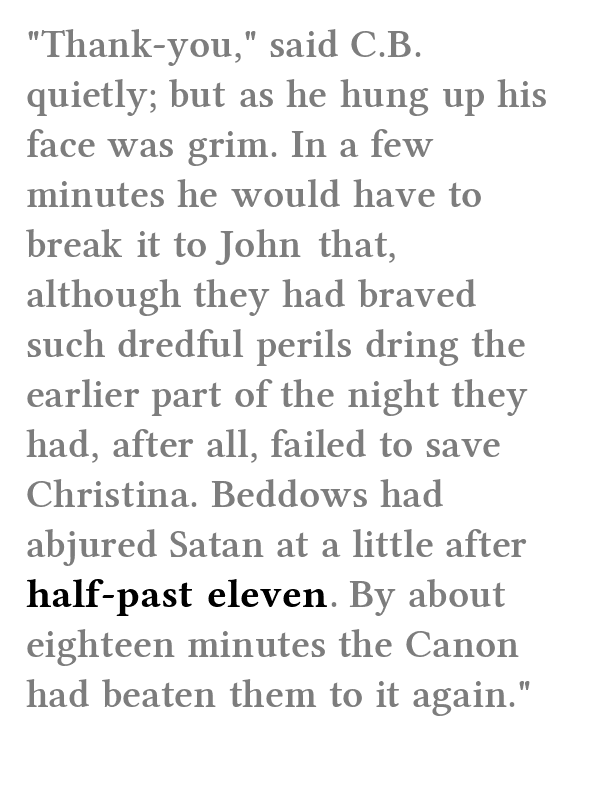 "Thank-you," said C.B.
quietly; but as he hung up his
face was grim. In a few
minutes he would have to
break it to John that,
although they had braved
such dredful perils dring the
earlier part of the night they
had, after all, failed to save
Christina. Beddows had
abjured Satan at a little after
half-past eleven. By about
eighteen minutes the Canon
had beaten them to it again."